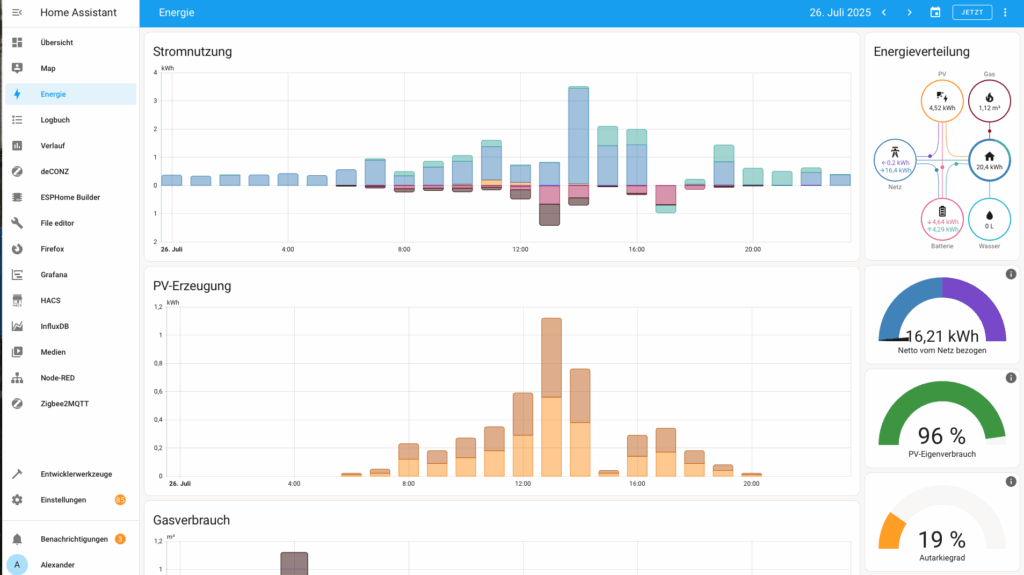 Home Assistant
Energie
26. Juli 2025
JETZT
Übersicht
Map
Energie
Logbuch
Verlauf
deCONZ
ESPHome Builder
File editor
Firefox
Grafana
HACS
InfluxDB
Medien
Node-RED
Zigbee2MQTT
Entwicklerwerkzeuge
Einstellungen
Benachrichtigungen 3
A Alexander
Stromnutzung
kWh
4
3
2
1
0
1
2
26. Juli 4:00 8:00 12:00 16:00 20:00
PV-Erzeugung
kWh
1,2
1
0,8
0,6
0,4
0,2
0
26. Juli 4:00 8:00 12:00 16:00 20:00
Gasverbrauch
m³
1,2
1
Energieverteilung
PV Gas
4,52 kWh 1,12 m³
←0,2 kWh
→16,4 kWh
20,4 kWh
Netz
↓4,64 kWh
↑4,29 kWh
0 L
Batterie Wasser
16,21 kWh
Netto vom Netz bezogen
96 %
PV-Eigenverbrauch
19 %
Autarkiegrad